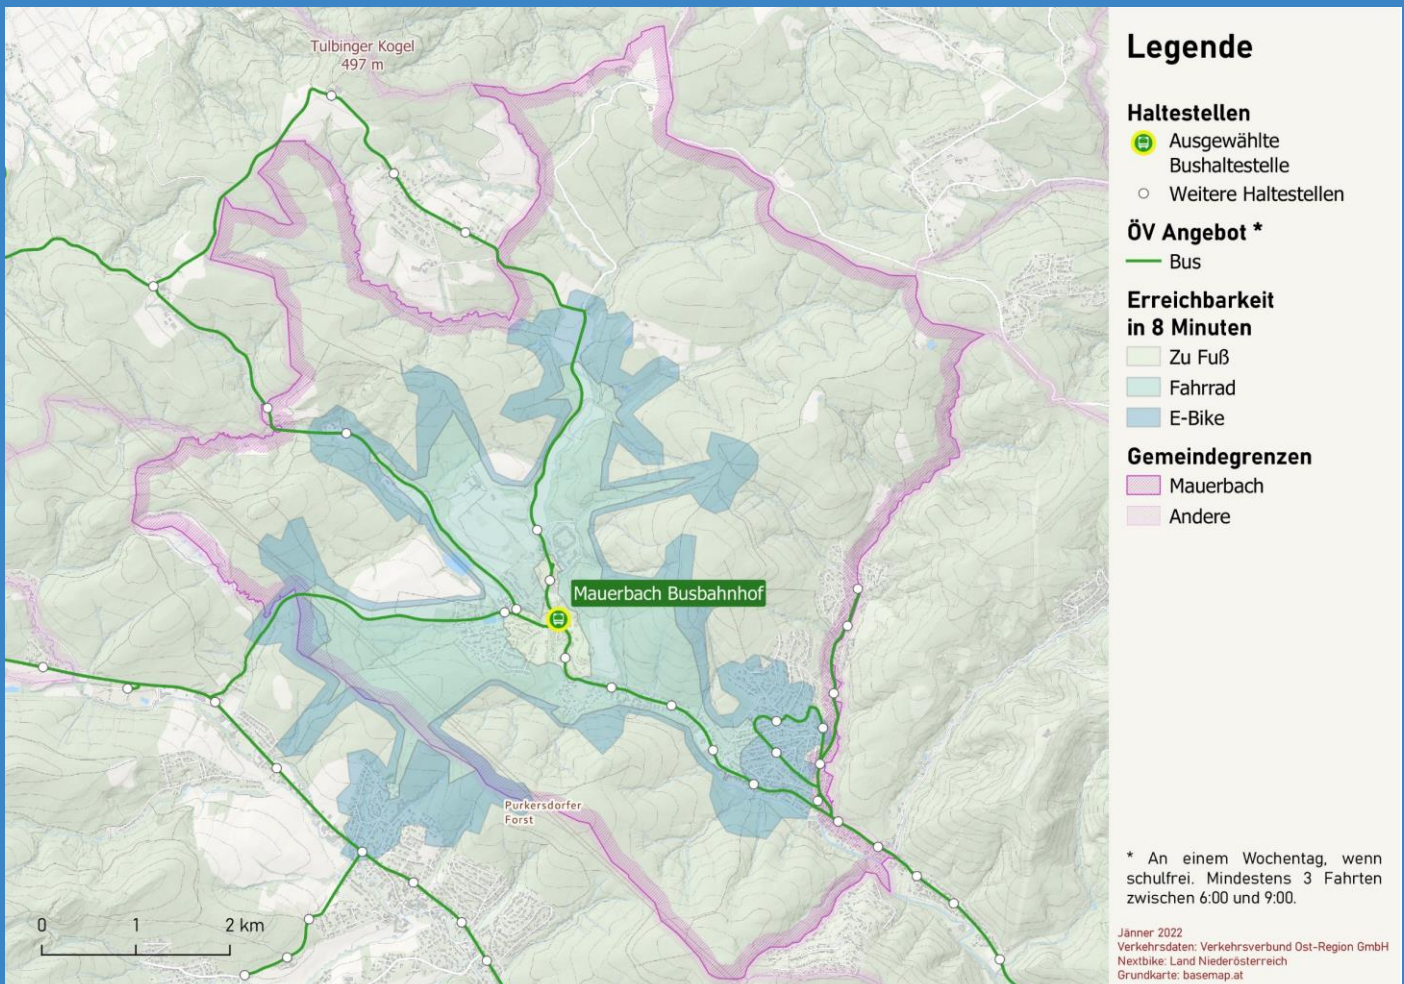 Tulbinger Kogel
497 m
Mauerbach Busbahnhof
Purkersdorfer
Forst
0 1 2 km
Legende
Haltestellen
Ausgewählte
Bushaltestelle
Weitere Haltestellen
ÖV Angebot *
Bus
Erreichbarkeit
in 8 Minuten
Zu Fuß
Fahrrad
E-Bike
Gemeindegrenzen
Mauerbach
Andere
* An einem Wochentag, wenn
schulfrei. Mindestens 3 Fahrten
zwischen 6:00 und 9:00.
Jänner 2022
Verkehrsdaten: Verkehrsverbund Ost-Region GmbH
Nextbike: Land Niederösterreich
Grundkarte: basemap.at